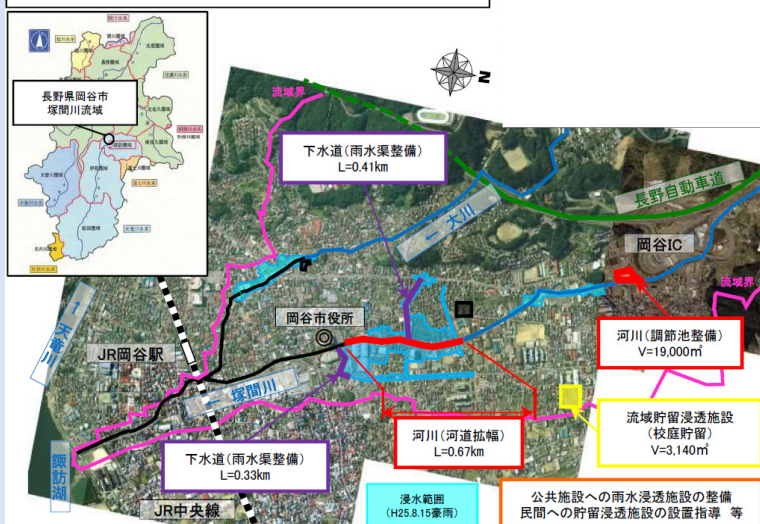 長野県岡谷市
塚間川流域
N
流域界
下水道(雨水渠整備)
L=0.41km
← 大川
長野自動車道
岡谷IC
流域界
岡谷市役所
河川(調節池整備)
V=19,000㎥
← 天竜川
JR岡谷駅
← 塚間川
流域貯留浸透施設
(校庭貯留)
V=3,140㎥
河川(河道拡幅)
L=0.67km
下水道(雨水渠整備)
L=0.33km
諏訪湖
JR中央線
浸水範囲
(H25.8.15豪雨)
公共施設への雨水浸透施設の整備
民間への貯留浸透施設の設置指導 等